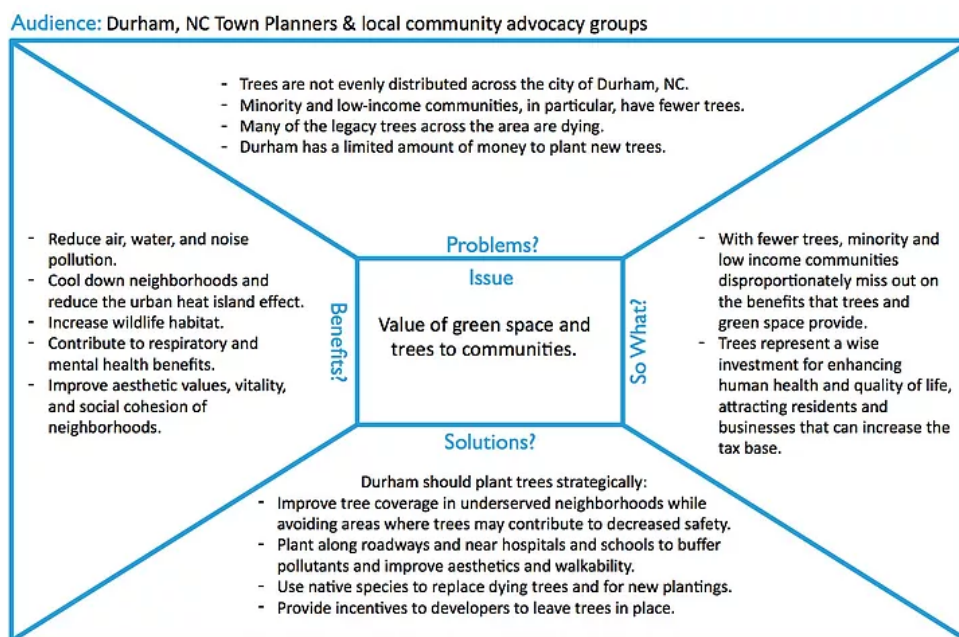 Audience: Durham, NC Town Planners & local community advocacy groups
- Trees are not evenly distributed across the city of Durham, NC.
- Minority and low-income communities, in particular, have fewer trees.
- Many of the legacy trees across the area are dying.
- Durham has a limited amount of money to plant new trees.
Problems?
- Reduce air, water, and noise
pollution.
- Cool down neighborhoods and
reduce the urban heat island effect.
- Increase wildlife habitat.
- Contribute to respiratory and
mental health benefits.
- Improve aesthetic values, vitality,
and social cohesion of
neighborhoods.
Benefits?
Issue
Value of green space and
trees to communities.
So What?
- With fewer trees, minority and
low income communities
disproportionately miss out on
the benefits that trees and
green space provide.
- Trees represent a wise
investment for enhancing
human health and quality of life,
attracting residents and
businesses that can increase the
tax base.
Solutions?
Durham should plant trees strategically:
- Improve tree coverage in underserved neighborhoods while
avoiding areas where trees may contribute to decreased safety.
- Plant along roadways and near hospitals and schools to buffer
pollutants and improve aesthetics and walkability.
- Use native species to replace dying trees and for new plantings.
- Provide incentives to developers to leave trees in place.